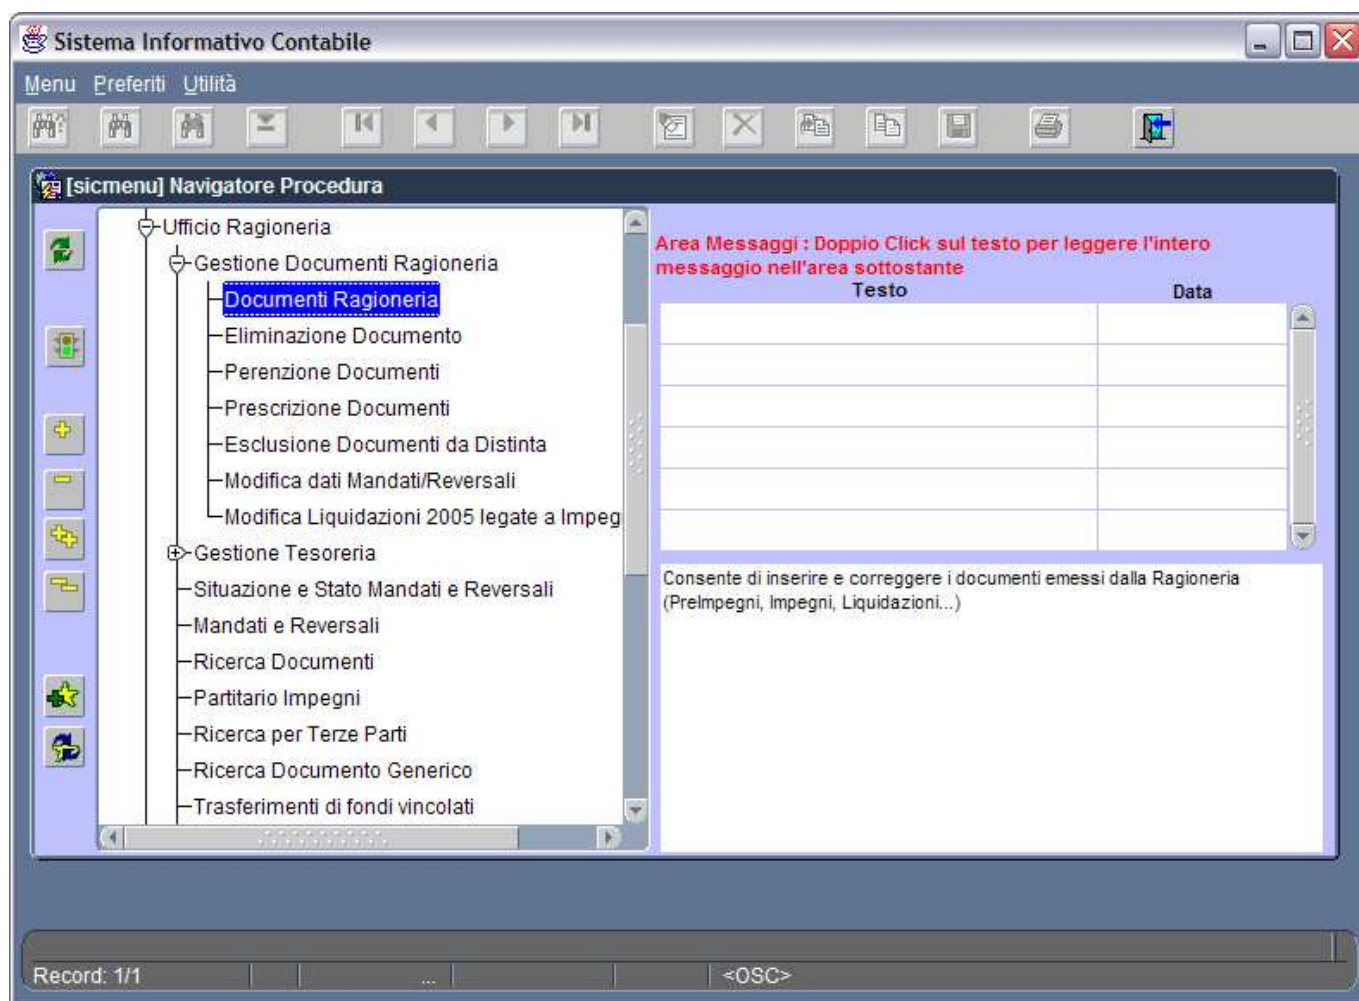 Sistema Informativo Contabile
Menu Preferiti Utilità
[sicmenu] Navigatore Procedura
Ufficio Ragioneria
Gestione Documenti Ragioneria
Documenti Ragioneria
Eliminazione Documento
Perenzione Documenti
Prescrizione Documenti
Esclusione Documenti da Distinta
Modifica dati Mandati/Reversali
Modifica Liquidazioni 2005 legate a Impeg
Gestione Tesoreria
Situazione e Stato Mandati e Reversali
Mandati e Reversali
Ricerca Documenti
Partitario Impegni
Ricerca per Terze Parti
Ricerca Documento Generico
Trasferimenti di fondi vincolati
Area Messaggi : Doppio Click sul testo per leggere l'intero
messaggio nell'area sottostante
Testo Data
Consente di inserire e correggere i documenti emessi dalla Ragioneria
(PreImpegni, Impegni, Liquidazioni...)
Record: 1/1 ... <OSC>